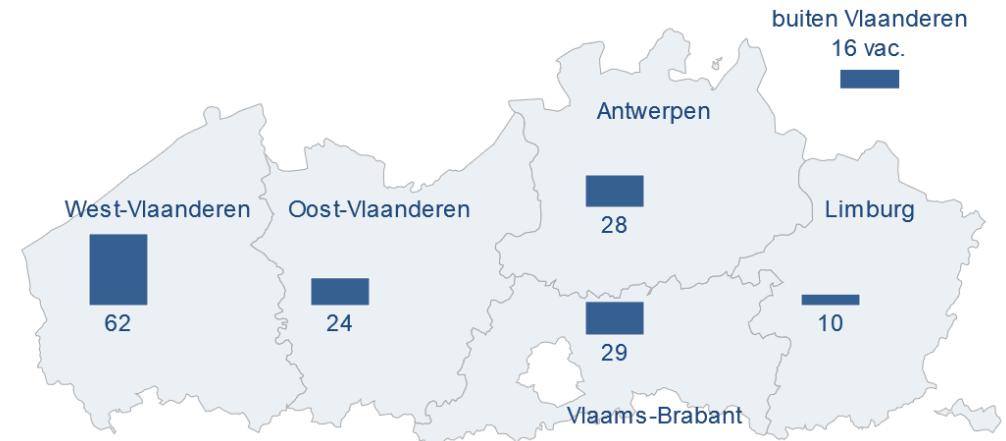 buiten Vlaanderen
16 vac.
Antwerpen
28
West-Vlaanderen
62
Oost-Vlaanderen
24
Limburg
10
29
Vlaams-Brabant